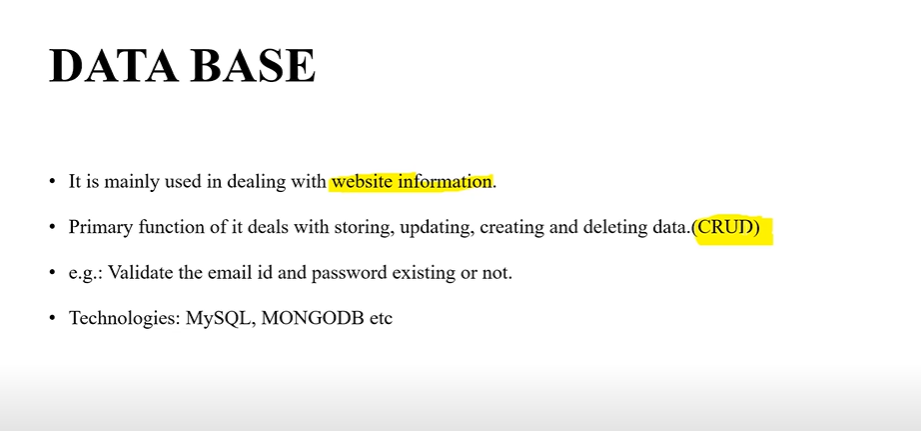 DATA BASE
• It is mainly used in dealing with website information.
• Primary function of it deals with storing, updating, creating and deleting data.(CRUD)
• e.g.: Validate the email id and password existing or not.
• Technologies: MySQL, MONGODB etc